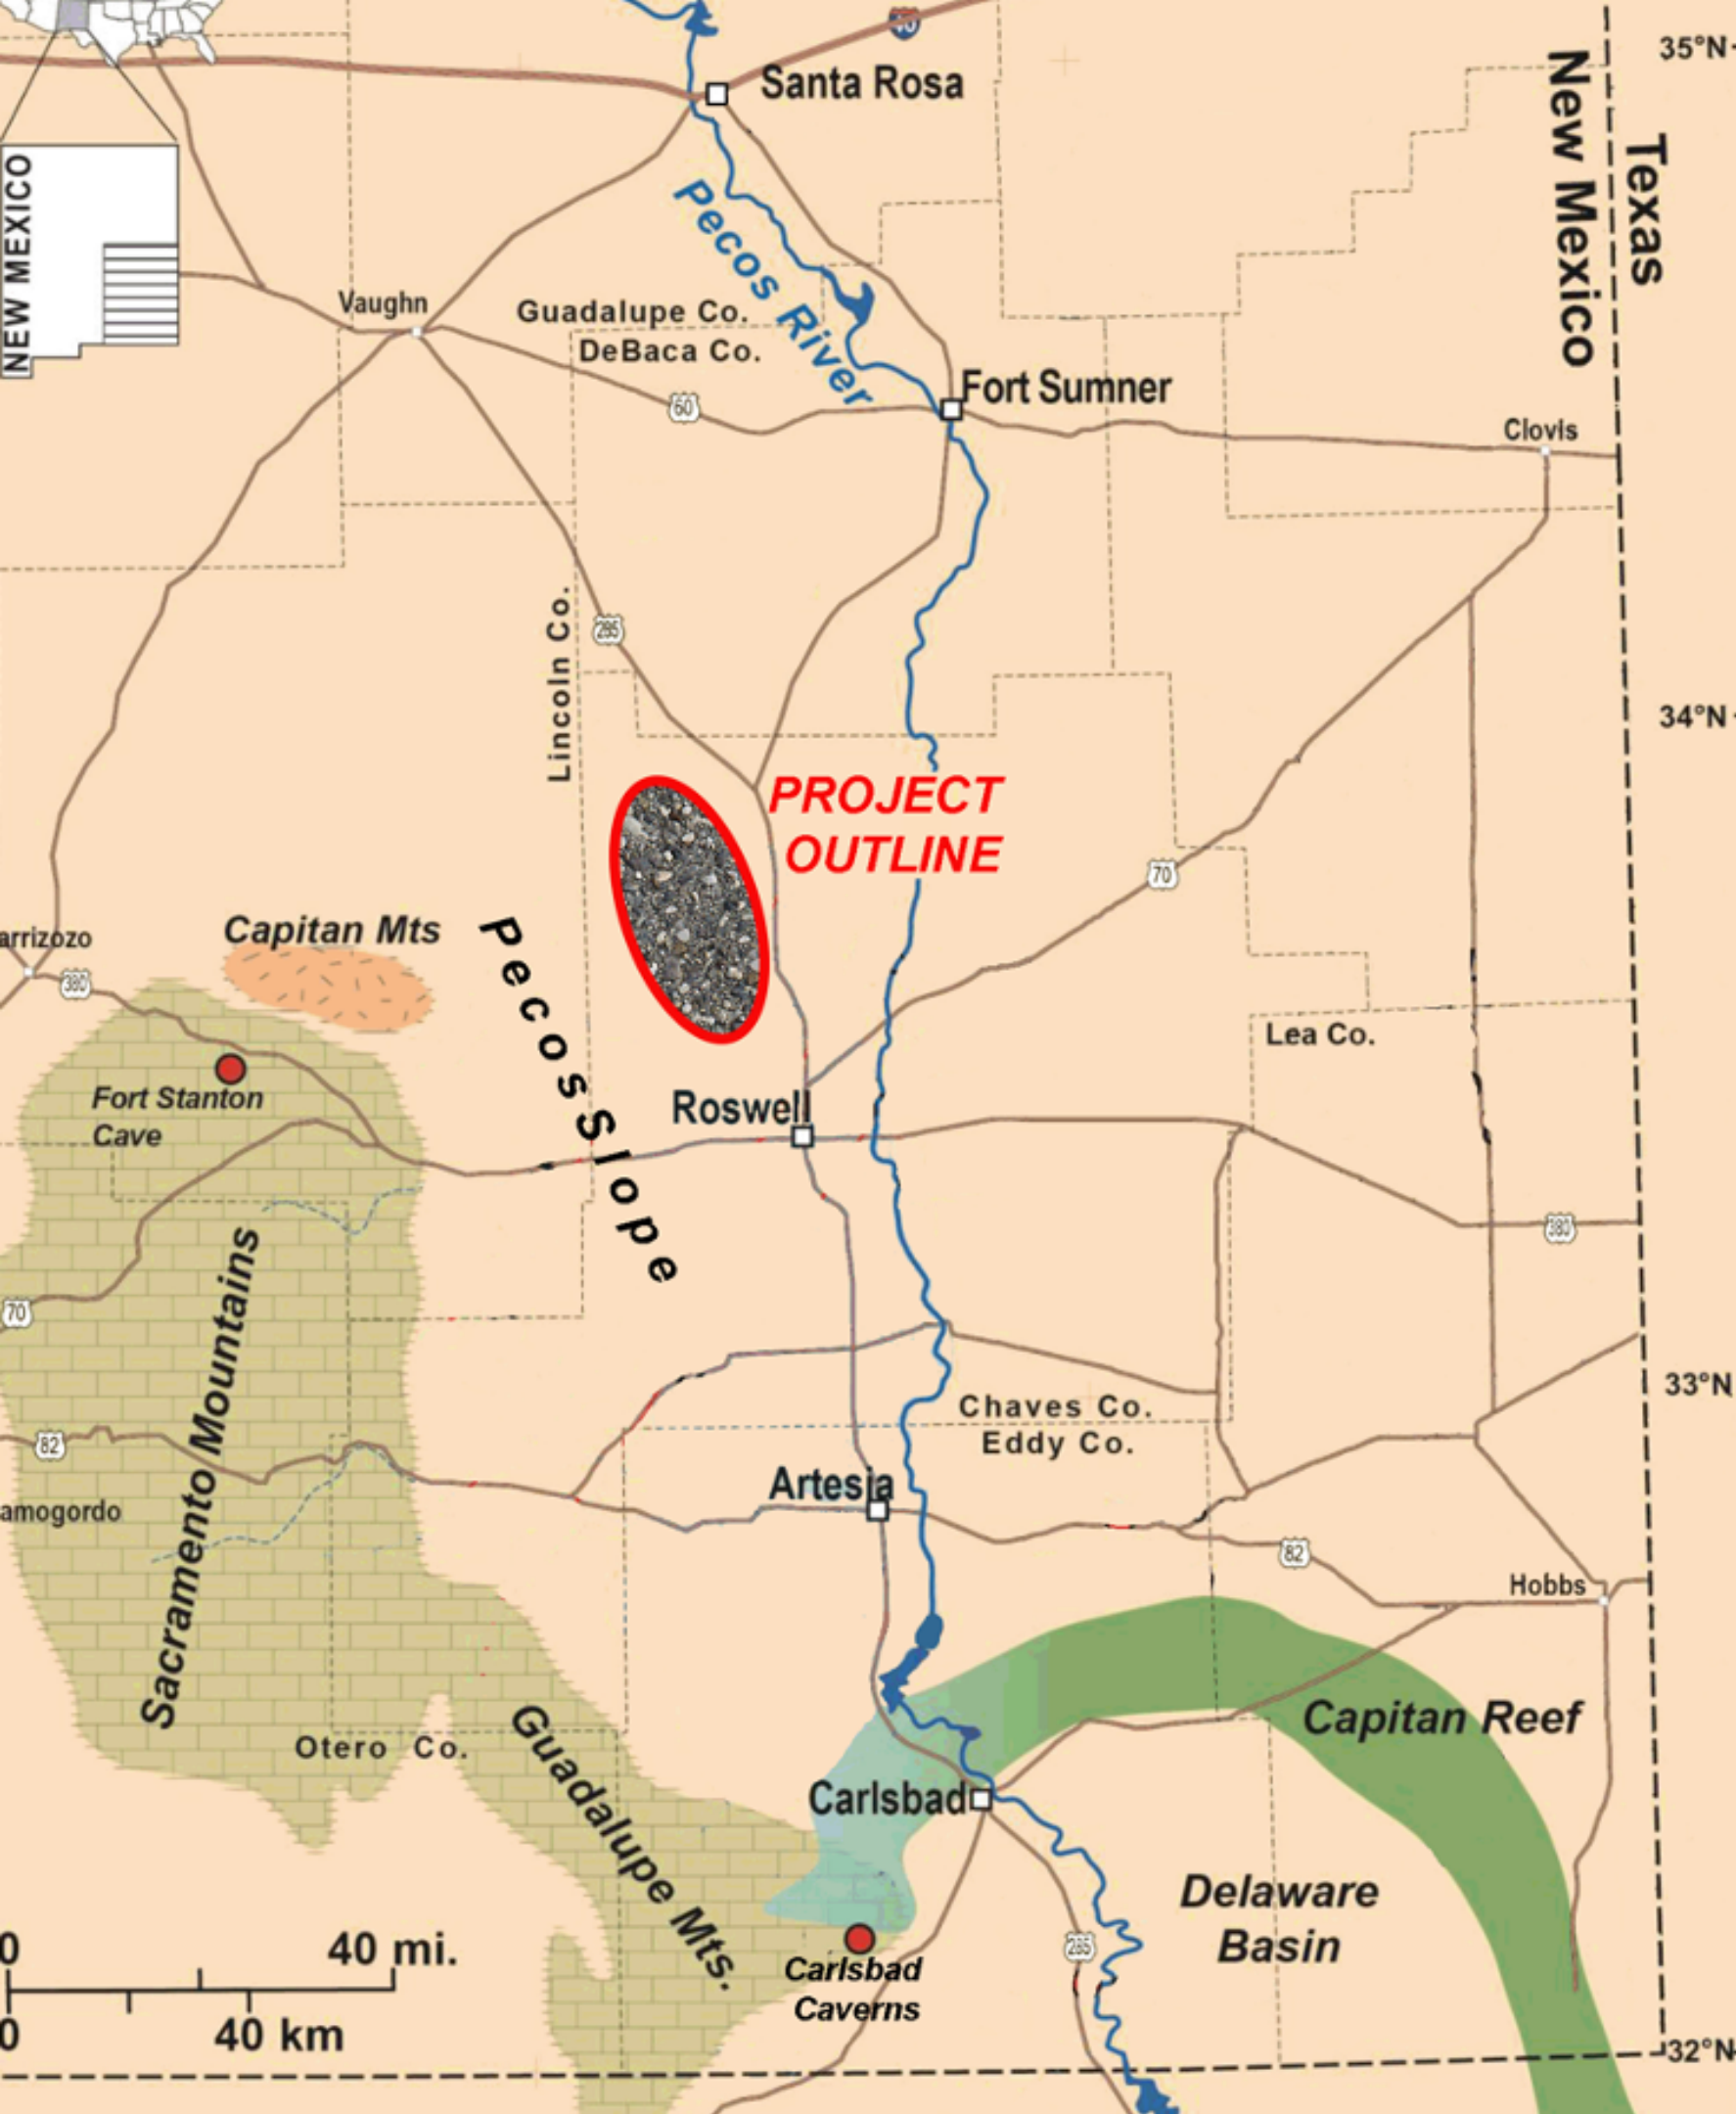 40
35°N
Santa Rosa
New Mexico
Texas
NEW MEXICO
Pecos River
Vaughn
Guadalupe Co.
DeBaca Co.
60
Fort Sumner
Clovis
Lincoln Co.
285
34°N
PROJECT
OUTLINE
70
Capitan Mts
arrizozo
380
Pecos Slope
Lea Co.
Fort Stanton
Cave
Roswell
380
Sacramento Mountains
70
33°N
Chaves Co.
Eddy Co.
82
Artesia
amogordo
82
Hobbs
Guadalupe Mts.
Capitan Reef
Otero Co.
Carlsbad
Delaware
Basin
285
0 40 mi.
Carlsbad
Caverns
0 40 km
32°N